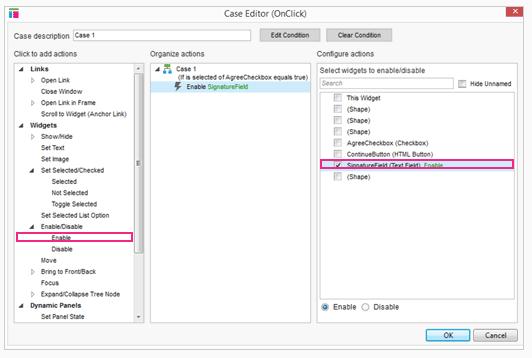 Case Editor (OnClick)
Case description Case 1 Edit Condition Clear Condition
Click to add actions
Links
Open Link
Close Window
Open Link in Frame
Scroll to Widget (Anchor Link)
Widgets
Show/Hide
Set Text
Set Image
Set Selected/Checked
Selected
Not Selected
Toggle Selected
Set Selected List Option
Enable/Disable
Enable
Disable
Move
Bring to Front/Back
Focus
Expand/Collapse Tree Node
Dynamic Panels
Set Panel State
Organize actions
Case 1
(If is selected of AgreeCheckbox equals true)
Enable SignatureField
Configure actions
Select widgets to enable/disable
Search Hide Unnamed
This Widget
(Shape)
(Shape)
(Shape)
AgreeCheckbox (Checkbox)
ContinueButton (HTML Button)
SignatureField (Text Field) Enable
(Shape)
Enable Disable
OK Cancel